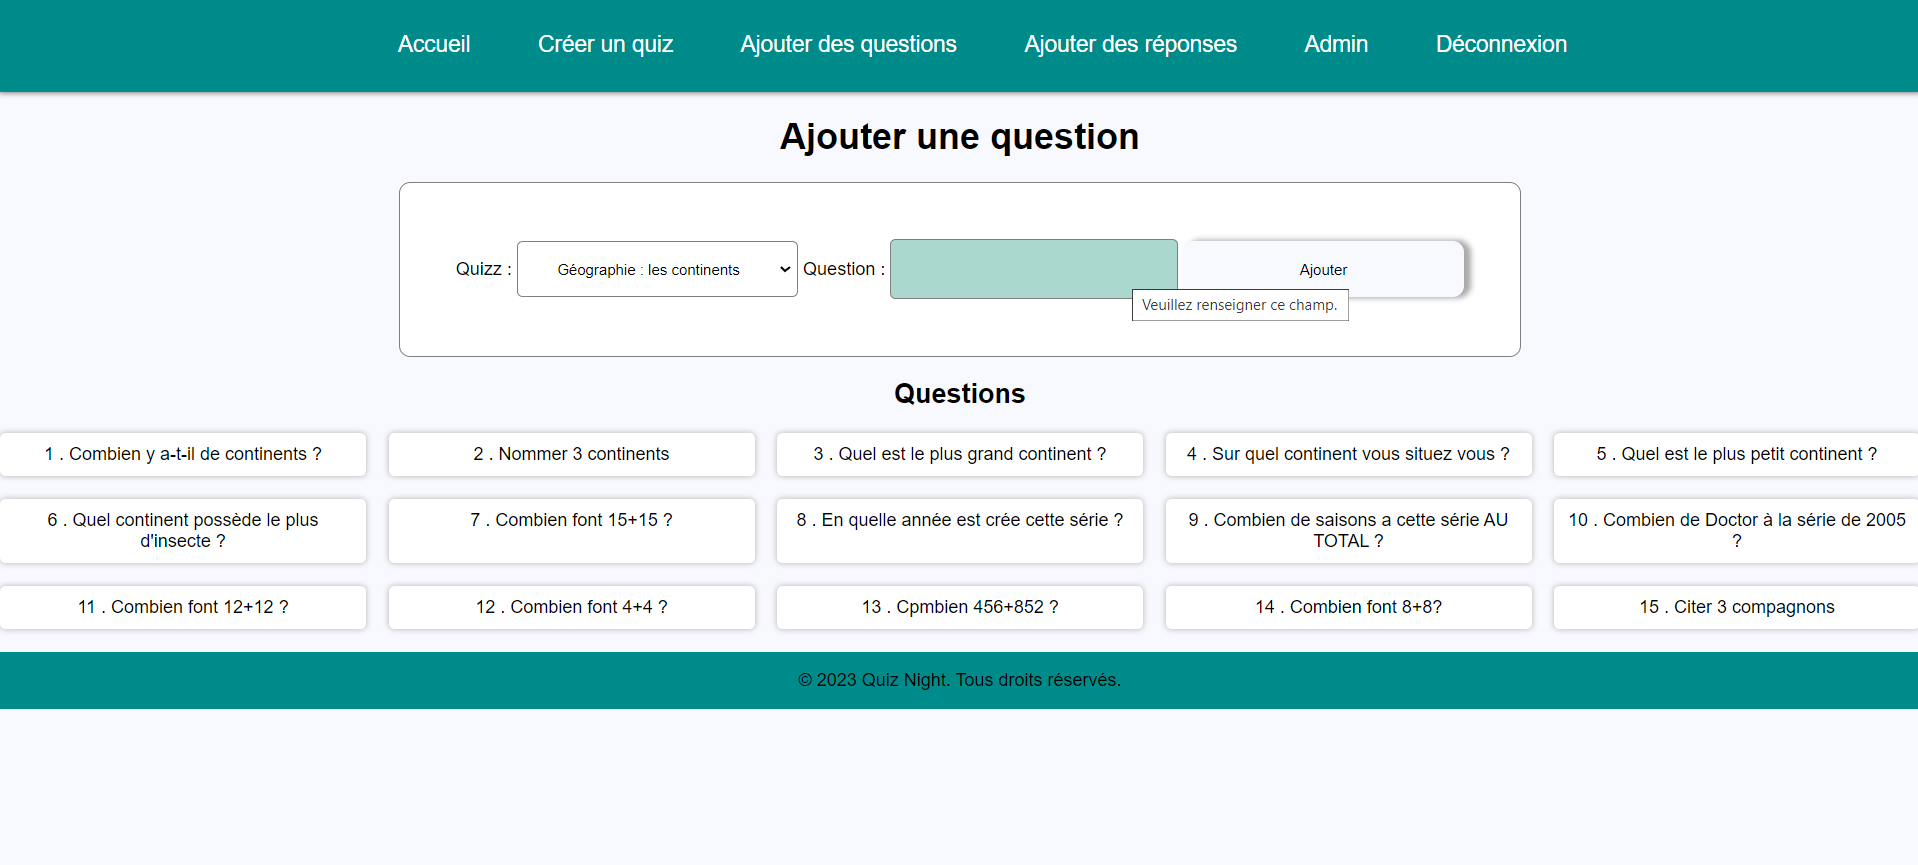 Accueil Créer un quiz Ajouter des questions Ajouter des réponses Admin Déconnexion
Ajouter une question
Quizz : Géographie : les continents Question : Ajouter
Veuillez renseigner ce champ.
Questions
1 . Combien y a-t-il de continents ?
2 . Nommer 3 continents
3 . Quel est le plus grand continent ?
4 . Sur quel continent vous situez vous ?
5 . Quel est le plus petit continent ?
6 . Quel continent possède le plus
d'insecte ?
7 . Combien font 15+15 ?
8 . En quelle année est crée cette série ?
9 . Combien de saisons a cette série AU
TOTAL ?
10 . Combien de Doctor à la série de 2005
?
11 . Combien font 12+12 ?
12 . Combien font 4+4 ?
13 . Cpmbien 456+852 ?
14 . Combien font 8+8?
15 . Citer 3 compagnons
© 2023 Quiz Night. Tous droits réservés.